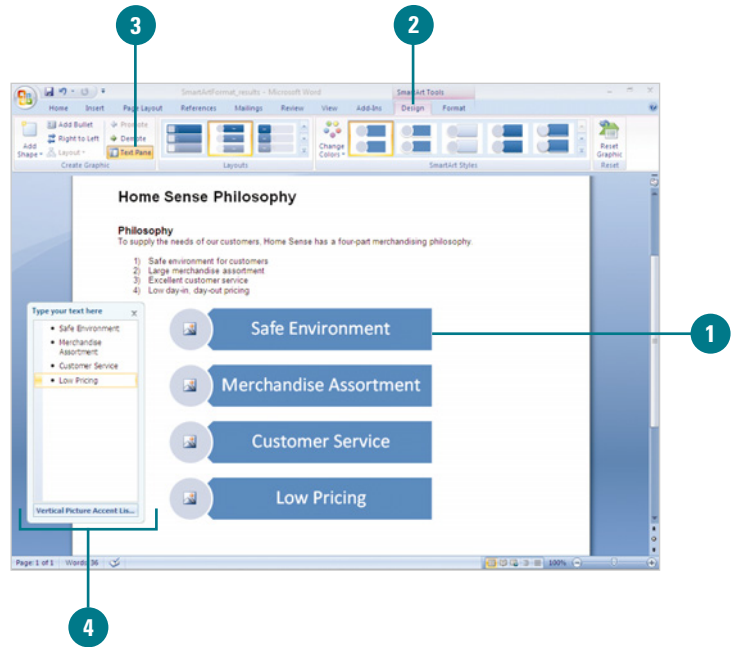 3
2
SmartArtFormat_results - Microsoft Word
SmartArt Tools
Home Insert Page Layout References Mailings Review View Add-Ins Design Format
Add Shape
Add Bullet
Right to Left
Layout
Promote
Demote
Text Pane
Create Graphic
Layouts
Change
Colors
SmartArt Styles
Reset
Graphic
Reset
Home Sense Philosophy
Philosophy
To supply the needs of our customers, Home Sense has a four-part merchandising philosophy.
1) Safe environment for customers
2) Large merchandise assortment
3) Excellent customer service
4) Low day-in, day-out pricing
Type your text here x
• Safe Environment
• Merchandise
Assortment
• Customer Service
• Low Pricing
Vertical Picture Accent Lis...
Safe Environment
Merchandise Assortment
Customer Service
Low Pricing
1
Page: 1 of 1 Words: 36
100%
4